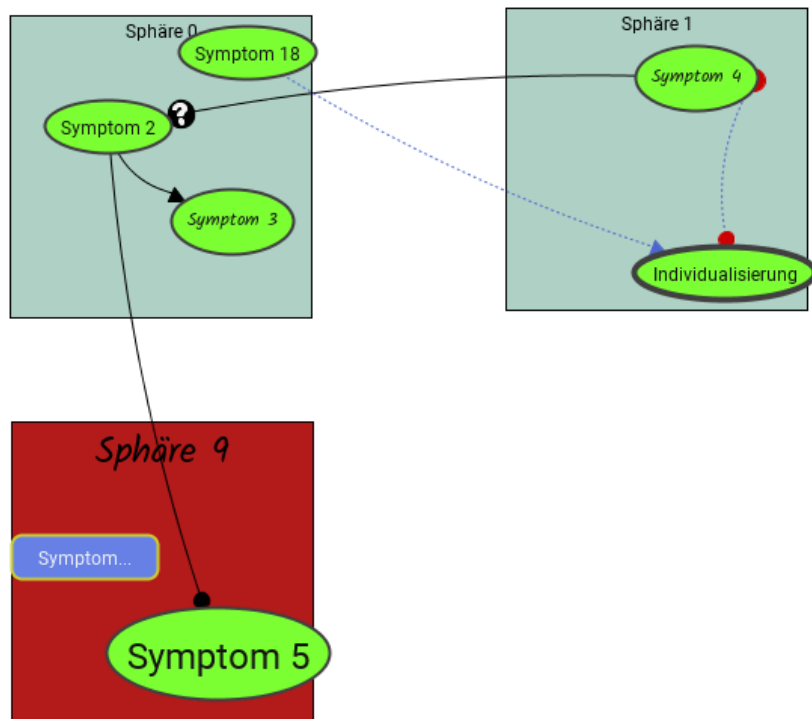 Sphäre 0
Symptom 18
Sphäre 1
Symptom 4
?
Symptom 2
Symptom 3
Individualisierung
Sphäre 9
Symptom...
Symptom 5